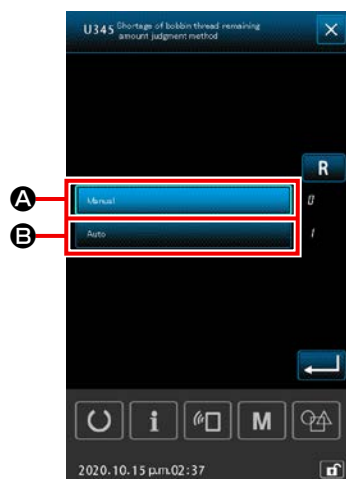 U345 Shortage of bobbin thread remaining
amount judgment method
R
A
Manual
0
B
Auto
1
i
M
2020.10.15 p.m.02:37